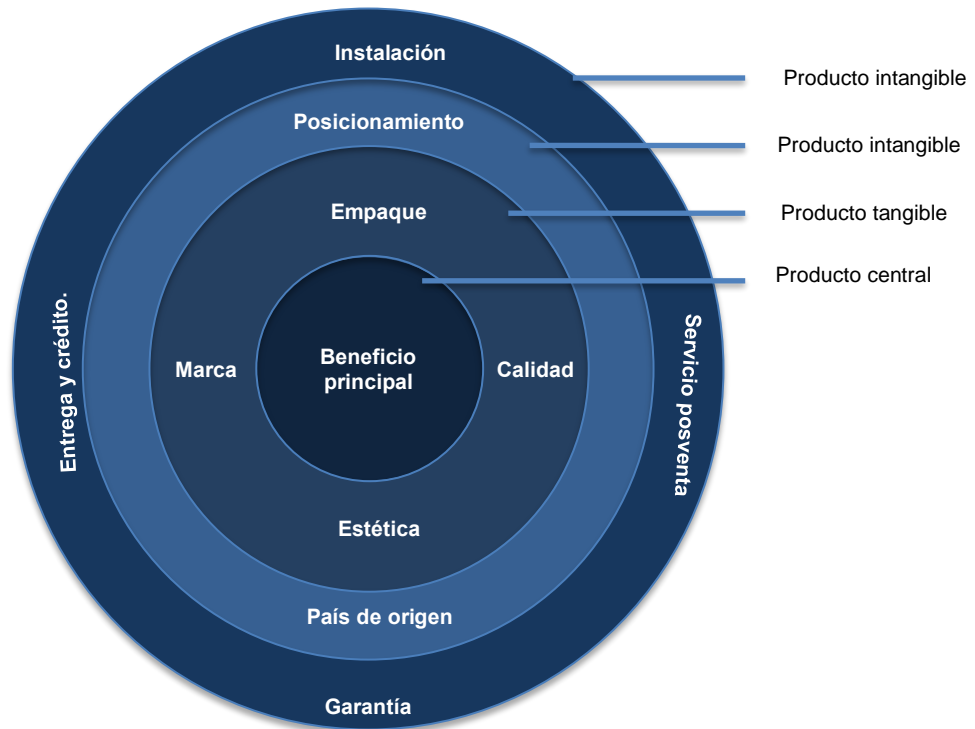 Instalación
Producto intangible
Posicionamiento
Producto intangible
Empaque
Producto tangible
Producto central
Entrega y crédito.
Marca
Beneficio
principal
Calidad
Servicio posventa
Estética
País de origen
Garantía